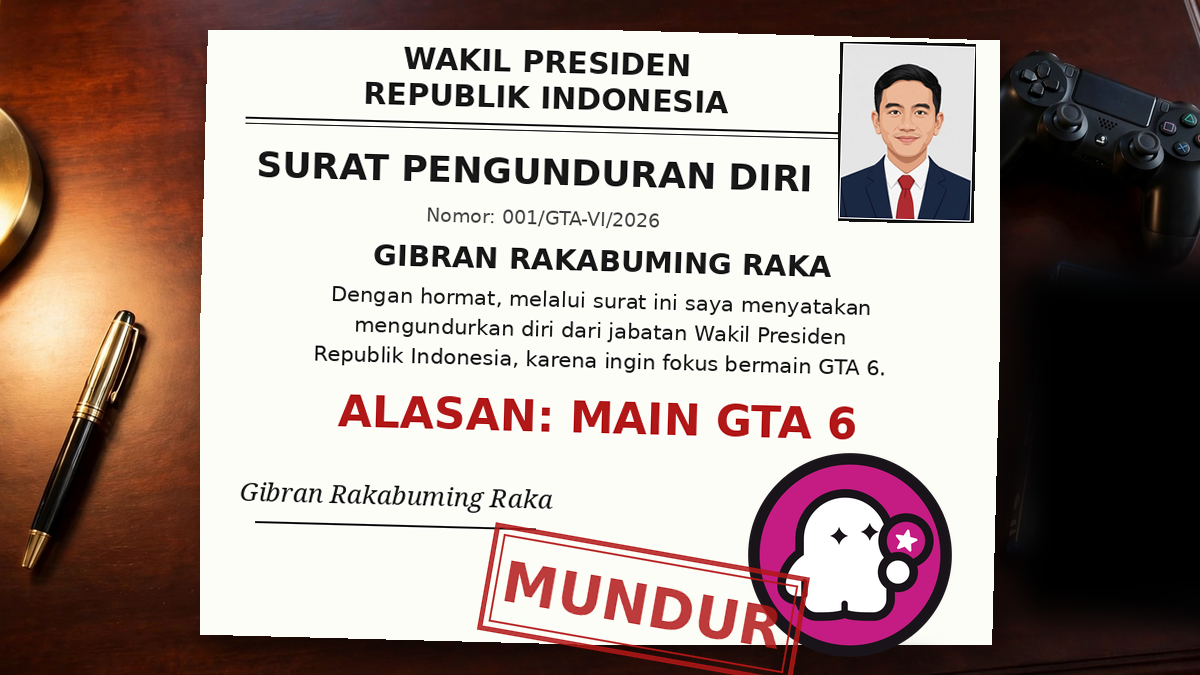 WAKIL PRESIDEN
REPUBLIK INDONESIA
SURAT PENGUNDURAN DIRI
Nomor: 001/GTA-VI/2026
GIBRAN RAKABUMING RAKA
Dengan hormat, melalui surat ini saya menyatakan
mengundurkan diri dari jabatan Wakil Presiden
Republik Indonesia, karena ingin fokus bermain GTA 6.
ALASAN: MAIN GTA 6
Gibran Rakabuming Raka
MUNDUR